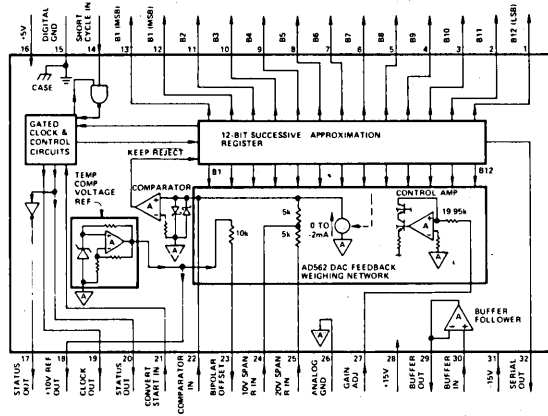 +5V
DIGITAL GND
SHORT CYCLE IN
B1 (MSB)
B1 (MSB)
B2
B3
B4
B5
B6
B7
B8
B9
B10
B11
B12 (LSB)
16 15 14 13 12 11 10 9 8 7 6 5 4 3 2 1
CASE
GATED
CLOCK &
CONTROL
CIRCUITS
12-BIT SUCCESSIVE APPROXIMATION
REGISTER
KEEP REJECT
B1
B12
TEMP
COMP
VOLTAGE
REF
COMPARATOR
CONTROL AMP
A
A
A
A
A
A
A
A
10k
5k
5k
0 TO
-2mA
19.95k
AD562 DAC FEEDBACK
WEIGHING NETWORK
A
A
BUFFER
FOLLOWER
17 18 19 20 21 22 23 24 25 26 27 28 29 30 31 32
STATUS OUT
+10V REF OUT
CLOCK OUT
STATUS OUT
CONVERT START IN
COMPARATOR IN
BIPOLAR OFFSET
10V SPAN R IN
20V SPAN R IN
ANALOG GND
GAIN ADJ
+15V
BUFFER OUT
BUFFER IN
-15V
SERIAL OUT